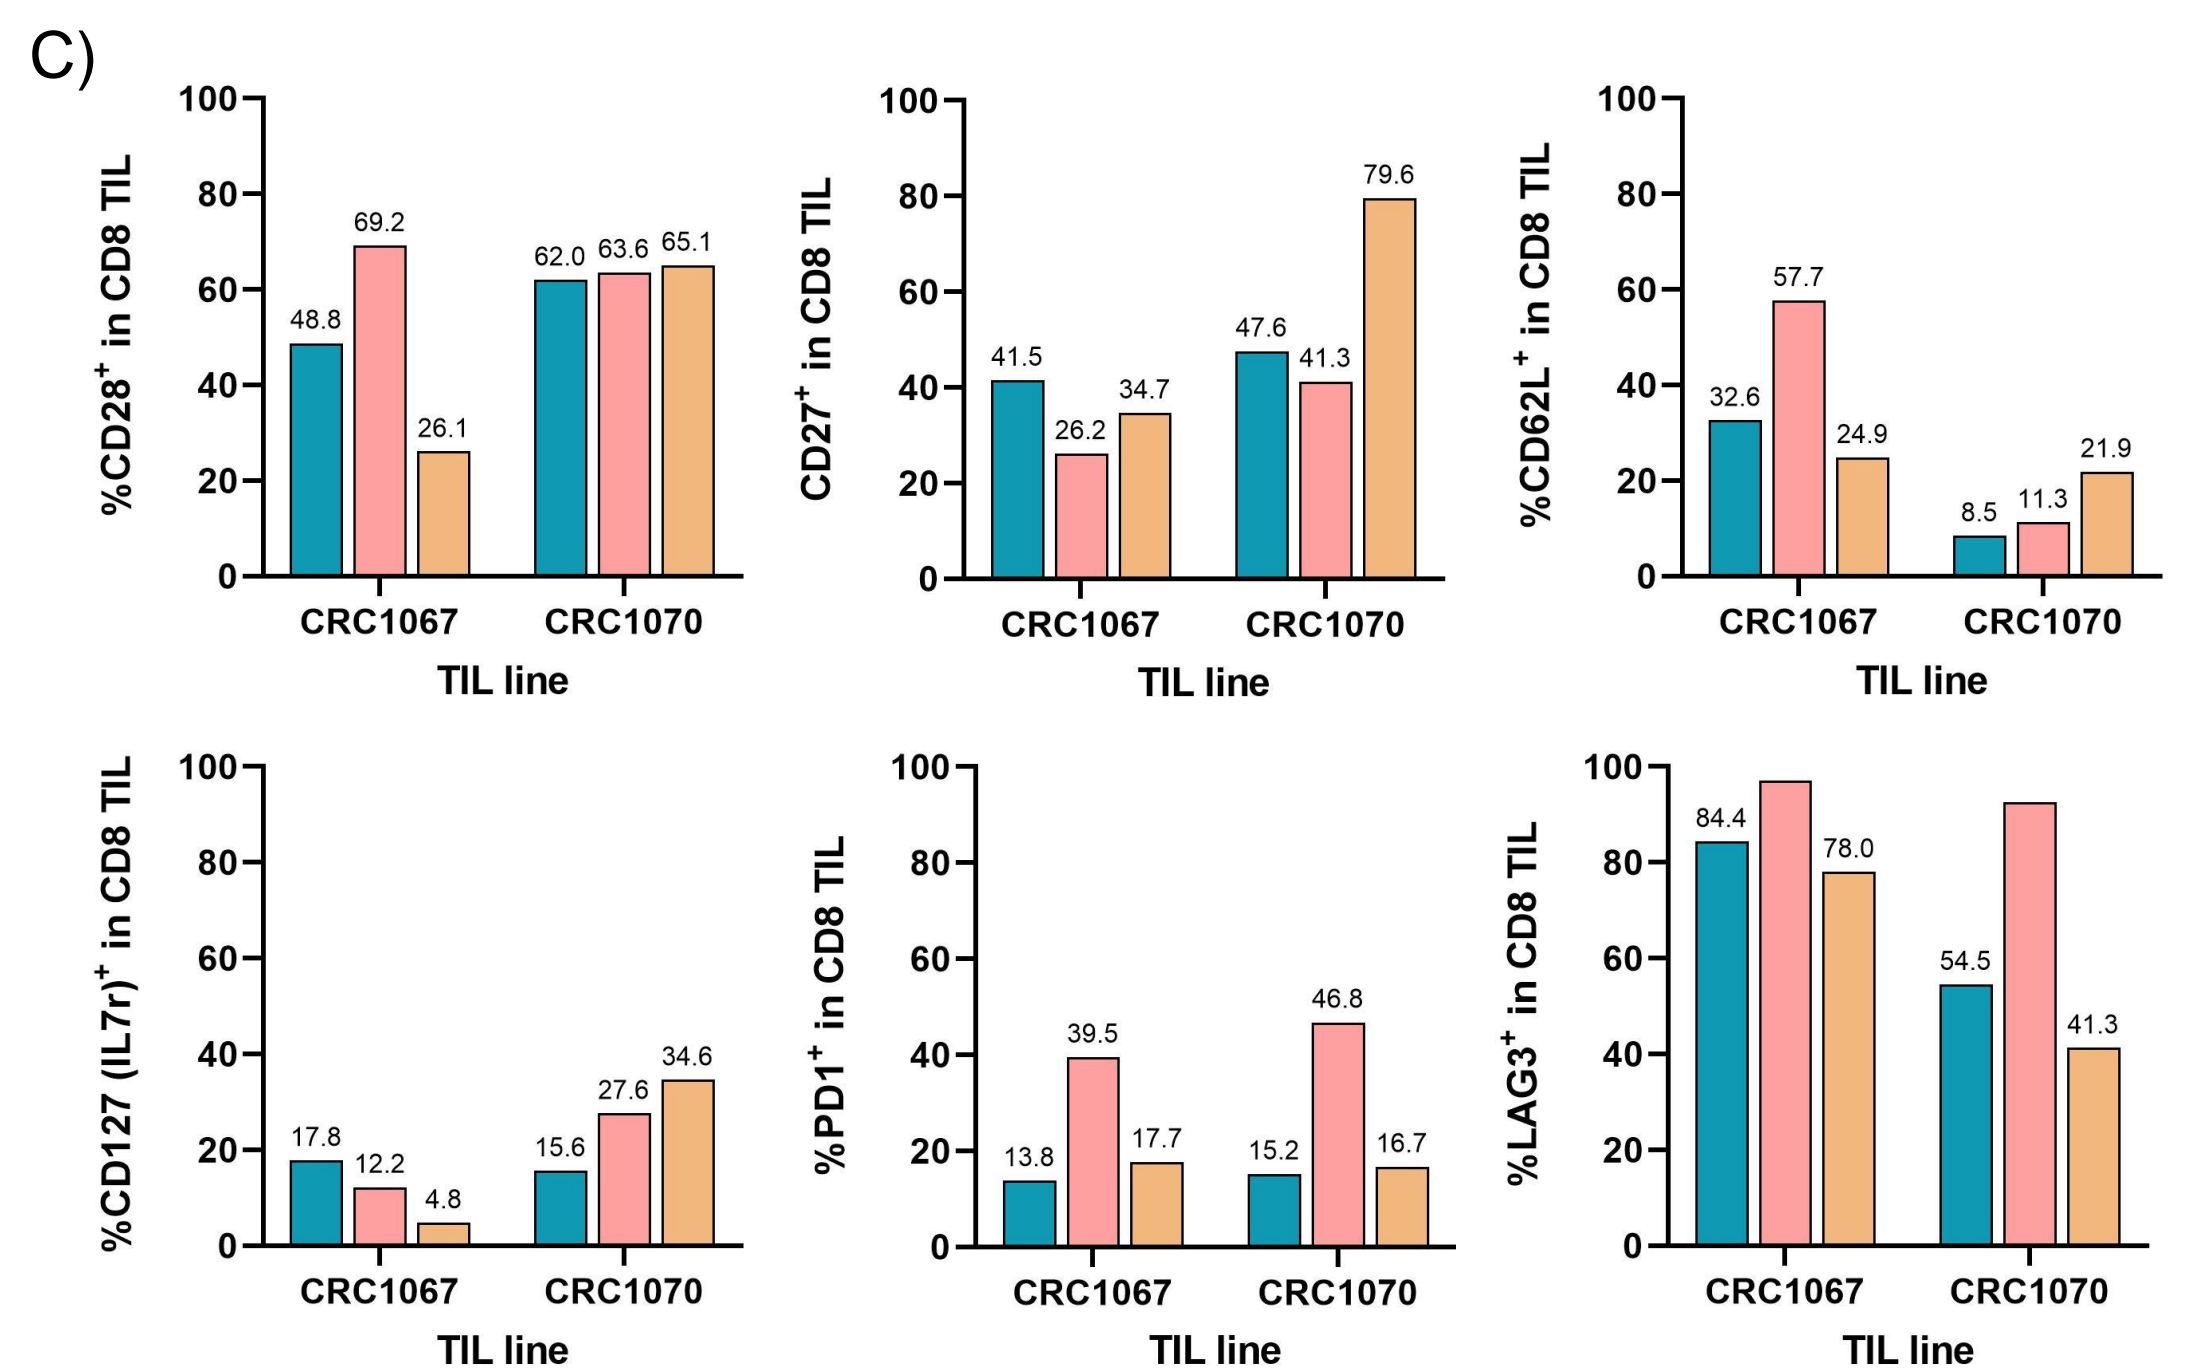 C)
%CD28+ in CD8 TIL
100
80
60
40
20
0
48.8
69.2
26.1
62.0
63.6
65.1
CRC1067
CRC1070
TIL line
CD27+ in CD8 TIL
100
80
60
40
20
0
41.5
26.2
34.7
47.6
41.3
79.6
CRC1067
CRC1070
TIL line
%CD62L+ in CD8 TIL
100
80
60
40
20
0
32.6
57.7
24.9
8.5
11.3
21.9
CRC1067
CRC1070
TIL line
%CD127 (IL7r)+ in CD8 TIL
100
80
60
40
20
0
17.8
12.2
4.8
15.6
27.6
34.6
CRC1067
CRC1070
TIL line
%PD1+ in CD8 TIL
100
80
60
40
20
0
13.8
39.5
17.7
15.2
46.8
16.7
CRC1067
CRC1070
TIL line
%LAG3+ in CD8 TIL
100
80
60
40
20
0
84.4
78.0
54.5
41.3
CRC1067
CRC1070
TIL line